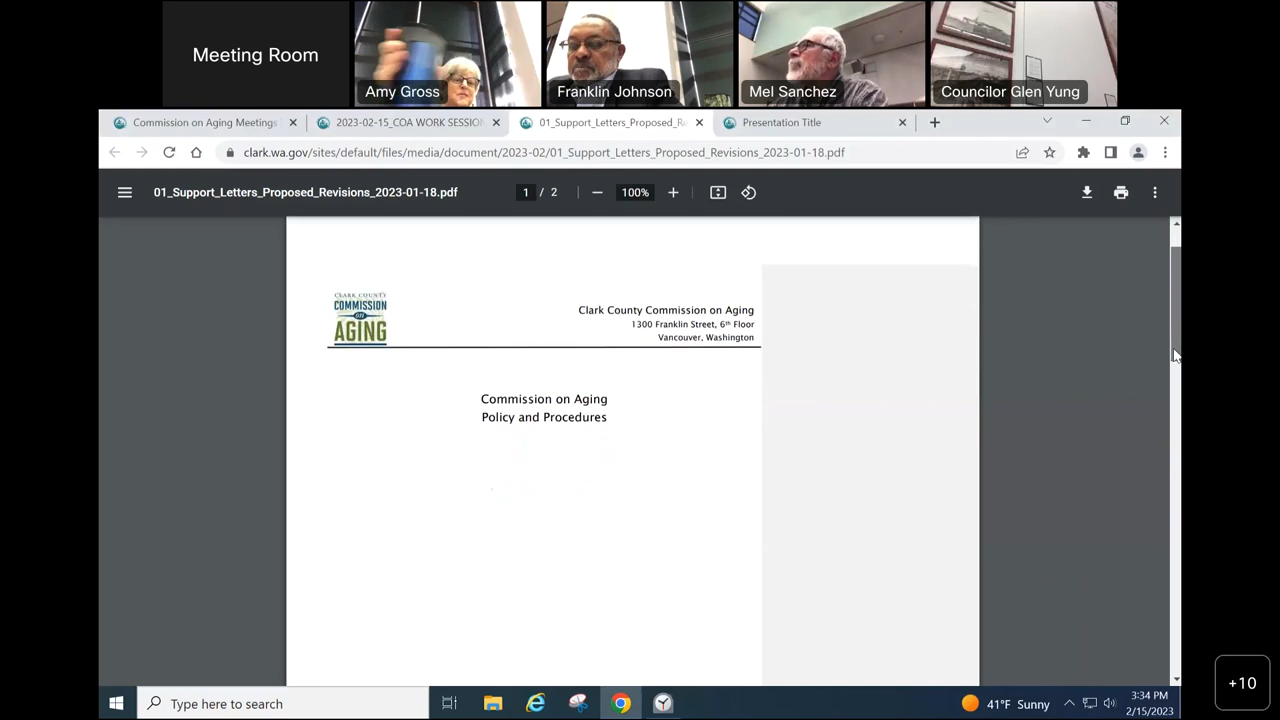 Meeting Room
Amy Gross
Franklin Johnson
Mel Sanchez
Councilor Glen Yung
Commission on Aging Meetings
2023-02-15_COA WORK SESSION
01_Support_Letters_Proposed_R
Presentation Title
clark.wa.gov/sites/default/files/media/document/2023-02/01_Support_Letters_Proposed_Revisions_2023-01-18.pdf
01_Support_Letters_Proposed_Revisions_2023-01-18.pdf
1 / 2
100%
CLARK COUNTY
COMMISSION
on
AGING
Clark County Commission on Aging
1300 Franklin Street, 6th Floor
Vancouver, Washington
Commission on Aging
Policy and Procedures
+10
Type here to search
41°F Sunny
3:34 PM
2/15/2023